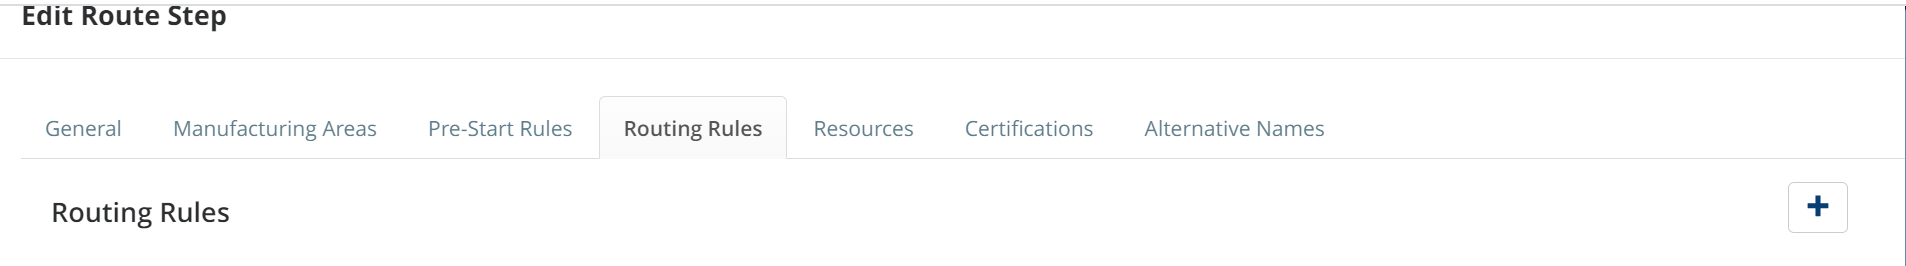 Edit Route Step
General Manufacturing Areas Pre-Start Rules Routing Rules Resources Certifications Alternative Names
Routing Rules